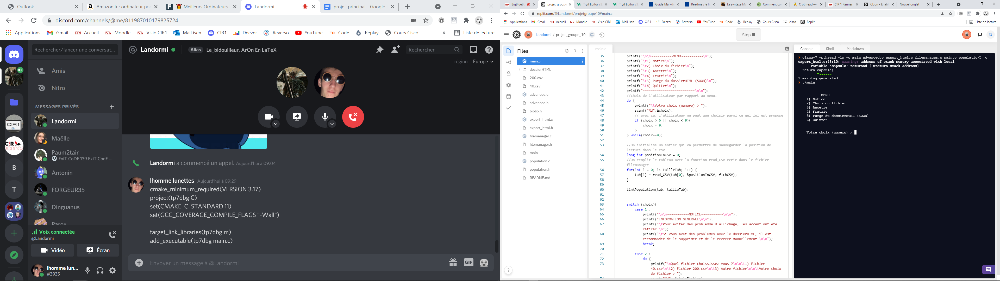 Outlook
Amazon.fr : ordinateur po
Meilleurs Ordinateurs
Landormi
projet_principal - Google
discord.com/channels/@me/811987010179825724
Applications
Gmail
ISEN Accueil
ISEN Moodle
ISEN Visio CIR1
Mail isen
CIR1
Deezer
Reverso
YouTube
Code
Replay
Cours Cisco
»
Liste de lecture
Rechercher/lancer une conversat...
Amis
Nitro
MESSAGES PRIVÉS
Landormi
Maëlle
Paum2tair
ExiT CoDE 139 ExiT CodE ...
Antonin
FORGEUR35
Dinguanus
Parox
CIR1
B
T
Voix connectée
@Landormi
Vidéo
Écran
lhomme lun...
#3935
@ Landormi
Alias
Le_bidouilleur, ArOn En LaTeX
Rechercher
région
Europe
Landormi a commencé un appel. Aujourd'hui à 09:04
lhomme lunettes Aujourd'hui à 09:29
cmake_minimum_required(VERSION 3.17)
project(tp7dbg C)
set(CMAKE_C_STANDARD 11)
set(GCC_COVERAGE_COMPILE_FLAGS "-Wall")
target_link_libraries(tp7dbg m)
add_executable(tp7dbg main.c)
Envoyer un message à @Landormi
GIF
BigBlueBu
projet_groupe
Tryit Editor v3
Tryit Editor v3
Guide Markdo
Readme : le fi
La syntaxe Ma
Comment co
C pthread —
CIR 1 Rennes
CLion - Enabl
Nouvel onglet
replit.com/@Landormi/projetgroupe10#main.c
Applications
Gmail
ISEN Accueil
ISEN Moodle
ISEN Visio CIR1
Mail isen
CIR1
Deezer
Reverso
YouTube
Code
Replay
Cours Cisco
cisco
Replit
Liste de lecture
Landormi / projet_groupe_10
Stop
Files
main.c
dossierHTML
200.csv
40.csv
advanced.c
advanced.h
biblio.h
export_html.c
export_html.h
filemanager.c
filemanager.h
main
population.c
population.h
README.md
main.c
35 printf("\n\n~~~~~~~~~~~MENU~~~~~~~~~~~\n");
36 printf("\t1) Notice\n");
37 printf("\t2) Choix du fichier\n");
38 printf("\t3) Ancetre\n");
39 printf("\t4) Fratrie\n");
40 printf("\t5) Purge du dossierHTML (SOON)\n");
41 printf("\t6) Quitter\n");
42 printf("~~~~~~~~~~~~~~~~~~~~~~~~~~\n\n");
43 //choix de l'utilisateur par rapport au menu.
44 do {
45 printf("\tVotre choix (numero) > ");
46 scanf("%d",&choix);
47 // avec ça, l'utilisateur ne peut que choisir parmi ce qui lui est propose
48 if (choix > 6 || choix < 0){
49 choix = 0;
50 }
51 } while(choix==0);
52
53 //On initialise un entier qui va permettre de sauvegarder la position de
lecture dans le csv
54 long int positionInCSV = 0;
55 //On remplit le tableau avec la fonction read_CSV ecrie dans le fichier
filemanager
56 for(int i = 0; i< tailleTab; i++) {
57 tab[i] = read_CSV(tab[0], &positionInCSV, fichCSV);
58 }
59
60 linkPopulation(tab, tailleTab);
61
62
63 switch (choix){
64 case 1 :
65 printf("\n\n~~~~~~~~~~~NOTICE~~~~~~~~~~~\n\n");
66 printf("INFORMATION GENERALE\n\n");
67 printf("\tPour eviter des problemme d'affichage, les accent ont ete
retirer.\n");
68 printf("\tSi vous avez des problemes avec le dossierHTML, il est
recommander de le supprimer et de le recreer manuellement.\n\n");
69 break;
70
71 case 2 :
72 do {
73 printf("\nQuel fichier choississez vous ?\n\n\t1) Fichier
40.csv\n\t2) Fichier 200.csv\n\t3) Autre fichier\n\n\tVotre choix
de fichier > ");
74 scanf("%d", &choixFichier);
Console
Shell
Markdown
> clang-7 -pthread -lm -o main advanced.c export_html.c filemanager.c main.c populatic
export_html.c:48:10: warning: address of stack memory associated with local
variable 'capsule' returned [-Wreturn-stack-address]
return capsule;
^~~~~~~
1 warning generated.
> ./main
~~~~~~~~~~~MENU~~~~~~~~~~~
1) Notice
2) Choix du fichier
3) Ancetre
4) Fratrie
5) Purge du dossierHTML (SOON)
6) Quitter
~~~~~~~~~~~~~~~~~~~~~~~~~~
Votre choix (numero) >